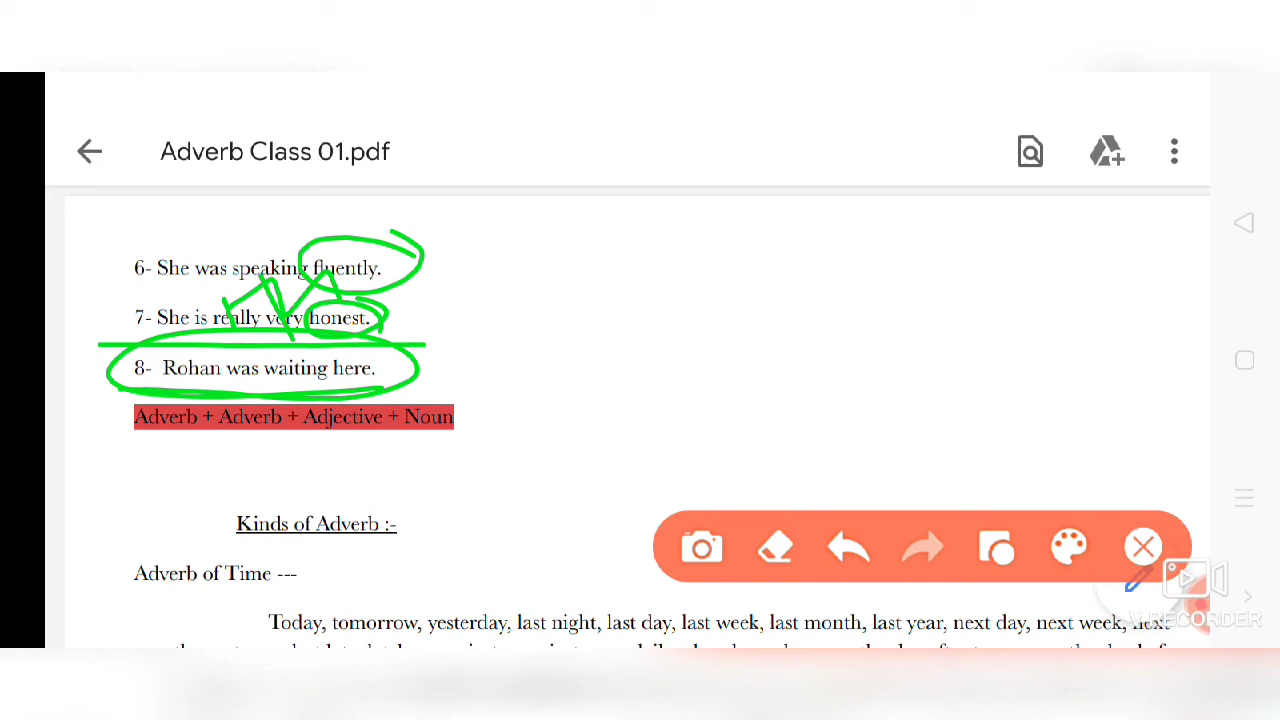 Adverb Class 01.pdf
6- She was speaking fluently.
7- She is really very honest.
8- Rohan was waiting here.
Adverb + Adverb + Adjective + Noun
Kinds of Adverb :-
Adverb of Time ---
Today, tomorrow, yesterday, last night, last day, last week, last month, last year, next day, next week, next
V.RECORDER